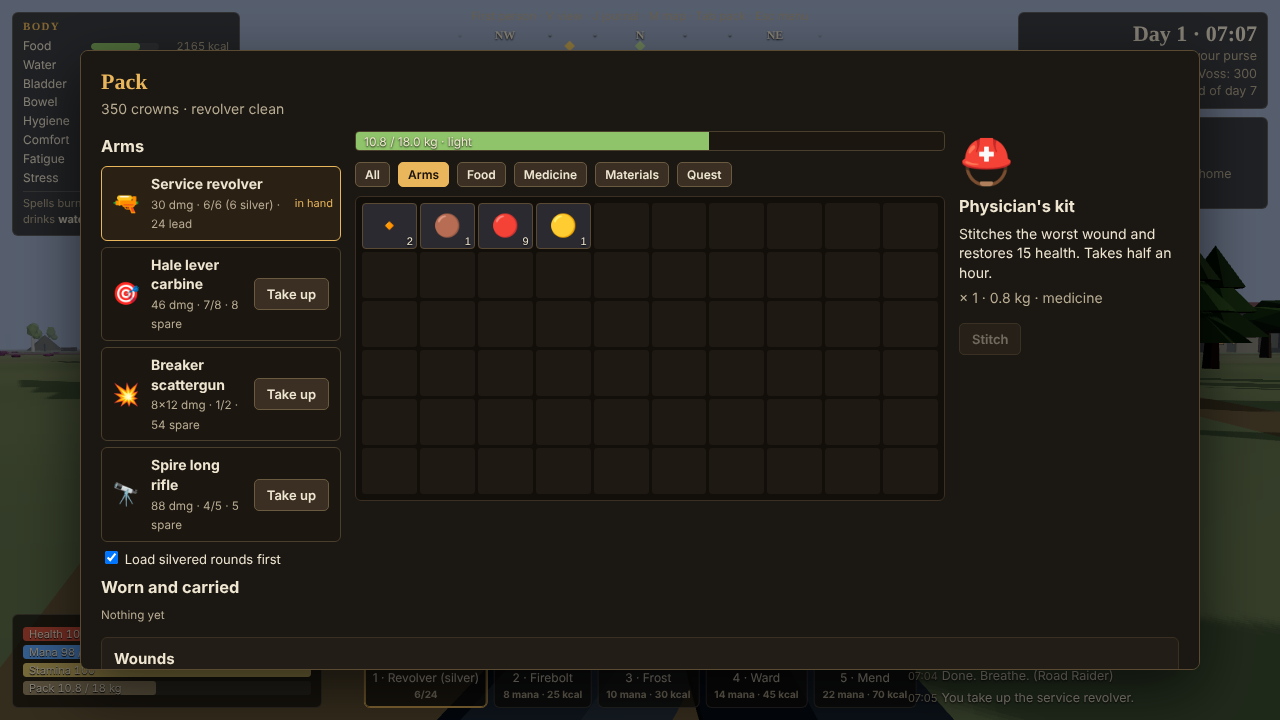 BODY
Food 2165 kcal
Water
Bladder
Bowel
Hygiene
Comfort
Fatigue
Stress
Spells burn
drinks wat
NW N NE
Day 1 · 07:07
our purse
Voss: 300
d of day 7
home
Pack
350 crowns · revolver clean
Arms
Service revolver
30 dmg · 6/6 (6 silver) ·
24 lead
in hand
Hale lever
carbine
46 dmg · 7/8 · 8
spare
Take up
Breaker
scattergun
8×12 dmg · 1/2 ·
54 spare
Take up
Spire long
rifle
88 dmg · 4/5 · 5
spare
Take up
Load silvered rounds first
Worn and carried
Nothing yet
Wounds
10.8 / 18.0 kg · light
All Arms Food Medicine Materials Quest
2 1 9 1
Physician's kit
Stitches the worst wound and
restores 15 health. Takes half an
hour.
× 1 · 0.8 kg · medicine
Stitch
Health 10
Mana 98
Stamina 1
Pack 10.8 / 18 kg
1 · Revolver (silver)
6/24
2 · Firebolt
8 mana · 25 kcal
3 · Frost
10 mana · 30 kcal
4 · Ward
14 mana · 45 kcal
5 · Mend
22 mana · 70 kcal
07:04 Done. Breathe. (Road Raider)
07:05 You take up the service revolver.